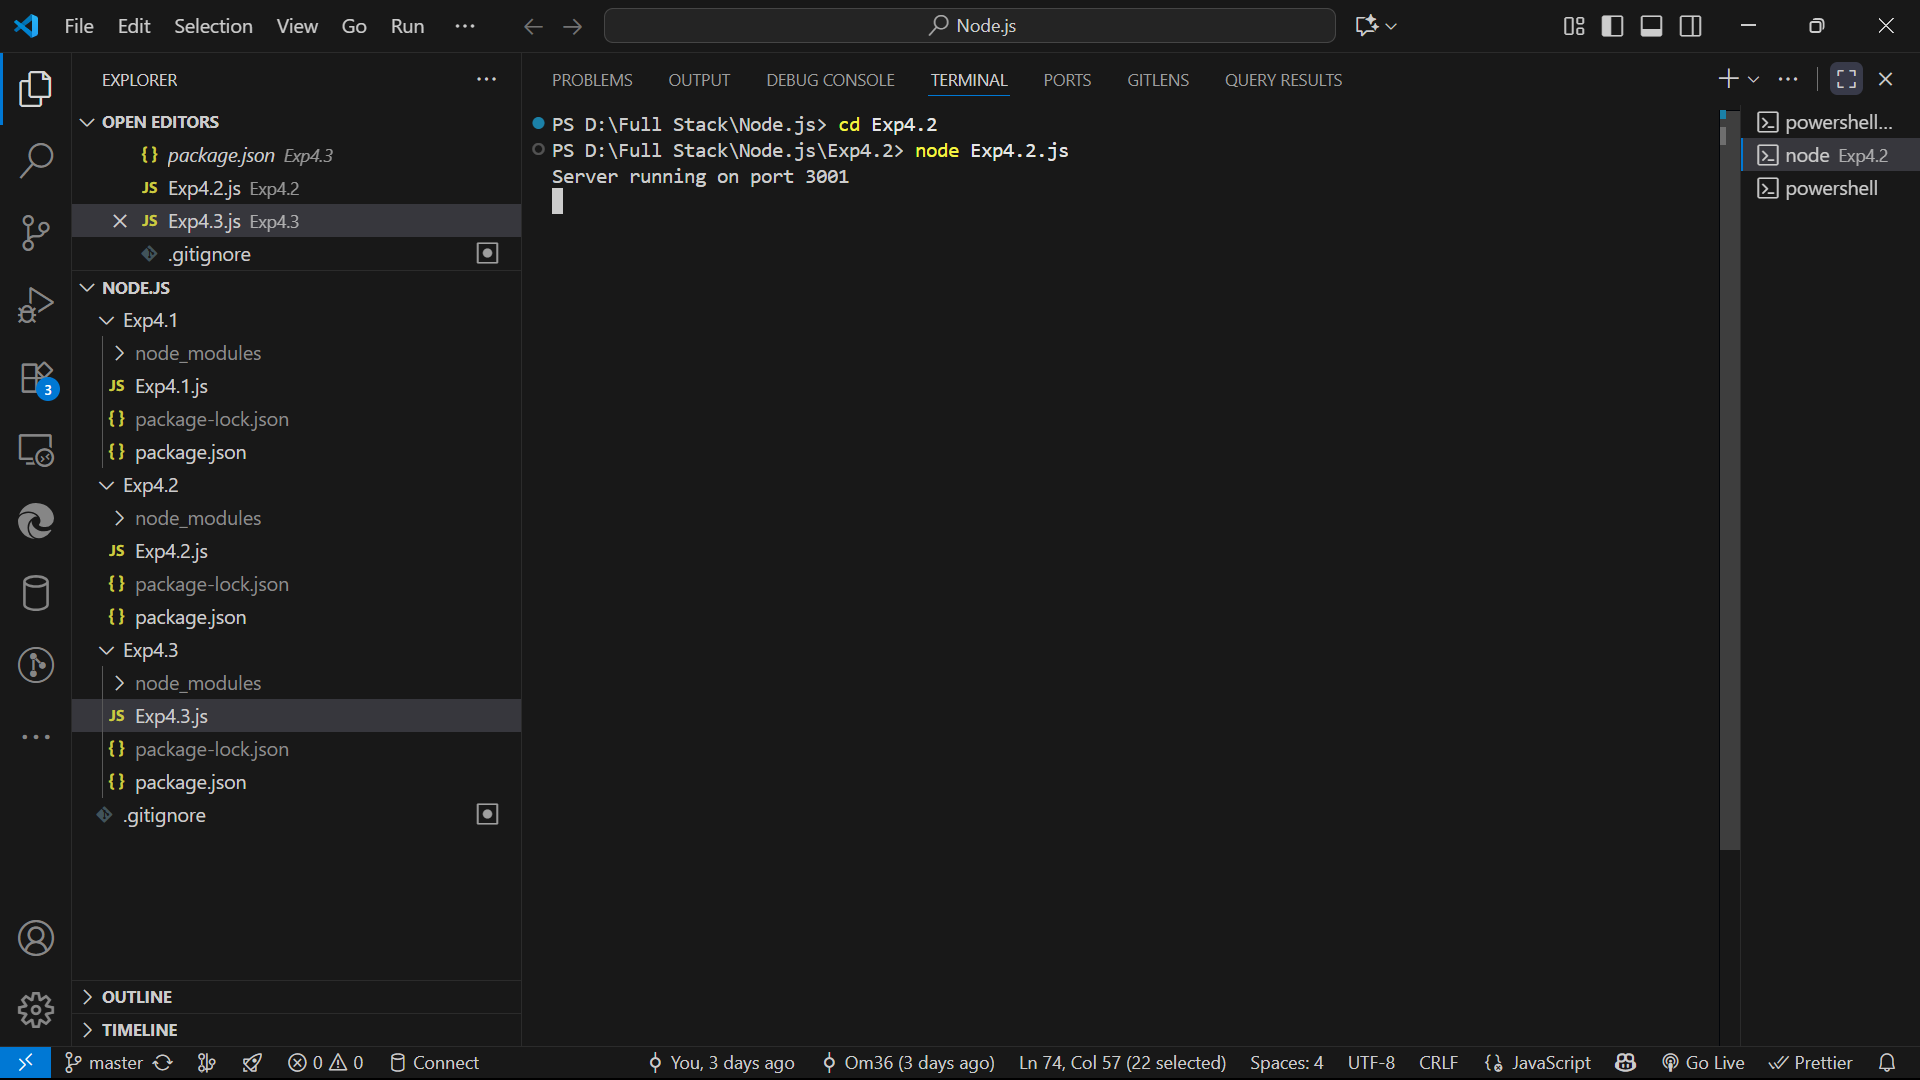 File Edit Selection View Go Run ···
Node.js
EXPLORER ···
OPEN EDITORS
{} package.json Exp4.3
JS Exp4.2.js Exp4.2
JS Exp4.3.js Exp4.3
.gitignore
NODE.JS
Exp4.1
node_modules
JS Exp4.1.js
{} package-lock.json
{} package.json
Exp4.2
node_modules
JS Exp4.2.js
{} package-lock.json
{} package.json
Exp4.3
node_modules
JS Exp4.3.js
{} package-lock.json
{} package.json
.gitignore
OUTLINE
TIMELINE
3
PROBLEMS OUTPUT DEBUG CONSOLE TERMINAL PORTS GITLENS QUERY RESULTS
PS D:\Full Stack\Node.js> cd Exp4.2
PS D:\Full Stack\Node.js\Exp4.2> node Exp4.2.js
Server running on port 3001
powershell...
node Exp4.2
powershell
master 0 0 Connect You, 3 days ago Om36 (3 days ago) Ln 74, Col 57 (22 selected) Spaces: 4 UTF-8 CRLF {} JavaScript Go Live Prettier